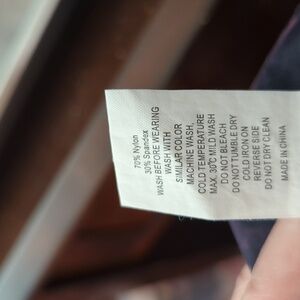 70% Nylon
30% Spandex
WASH BEFORE WEARING
WASH WITH
SIMILAR COLOR
MACHINE WASH,
COLD TEMPERATURE
MAX. 30℃ MILD WASH
DO NOT BLEACH
DO NOT TUMBLE DRY
COLD IRON ON
REVERSE SIDE
DO NOT DRY CLEAN
MADE IN CHINA